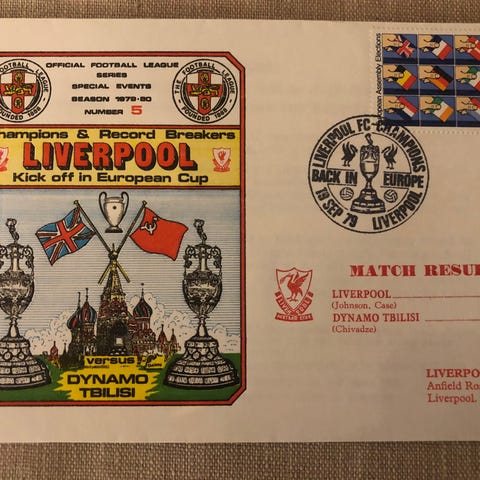 OFFICIAL FOOTBALL LEAGUE
SERIES
SPECIAL EVENTS
SEASON 1979-80
NUMBER 5
THE FOOTBALL LEAGUE
FOUNDED 1888
THE FOOTBALL LEAGUE
FOUNDED 1888
hampions & Record Breakers
LIVERPOOL
Kick off in European Cup
versus
DYNAMO
TBILISI
pean Assembly Elections
LIVERPOOL FC CHAMPIONS
BACK IN EUROPE
19 SEP 79 LIVERPOOL
MATCH RESU
LIVERPOOL
(Johnson, Case)
DYNAMO TBILISI
(Chivadze)
LIVERPO
Anfield Ro
Liverpool.